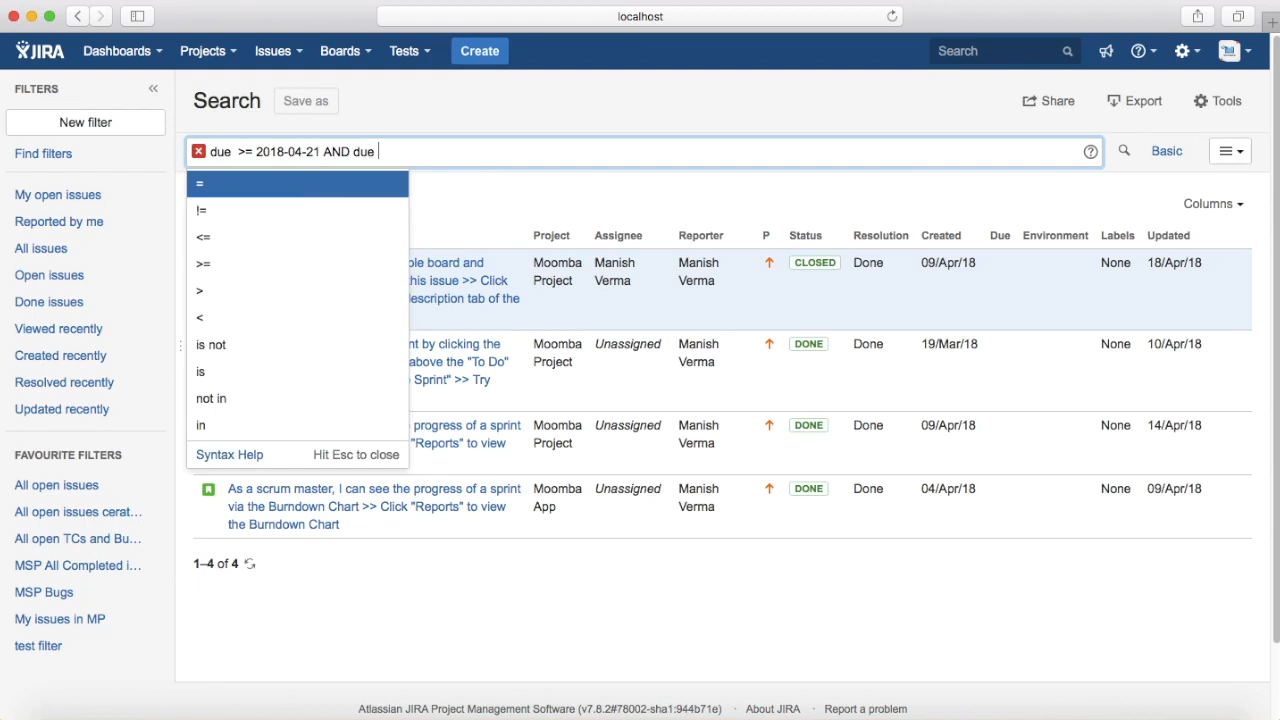 localhost
JIRA
Dashboards
Projects
Issues
Boards
Tests
Create
Search
FILTERS
New filter
Find filters
My open issues
Reported by me
All issues
Open issues
Done issues
Viewed recently
Created recently
Resolved recently
Updated recently
FAVOURITE FILTERS
All open issues
All open issues cerat...
All open TCs and Bu...
MSP All Completed i...
MSP Bugs
My issues in MP
test filter
Search
Save as
Share
Export
Tools
due  >= 2018-04-21 AND due
Basic
=
!=
<=
>=
>
<
is not
is
not in
in
Syntax Help
Hit Esc to close
Columns
Project Assignee Reporter P Status Resolution Created Due Environment Labels Updated
board and Moomba Manish Manish CLOSED Done 09/Apr/18 None 18/Apr/18
this issue >> Click Project Verma Verma
description tab of the
by clicking the Moomba Unassigned Manish DONE Done 19/Mar/18 None 10/Apr/18
above the "To Do" Project Verma
Sprint" >> Try
progress of a sprint Moomba Unassigned Manish DONE Done 09/Apr/18 None 14/Apr/18
"Reports" to view Project Verma
As a scrum master, I can see the progress of a sprint Moomba Unassigned Manish DONE Done 04/Apr/18 None 09/Apr/18
via the Burndown Chart >> Click "Reports" to view App Verma
the Burndown Chart
1–4 of 4
Atlassian JIRA Project Management Software (v7.8.2#78002-sha1:944b71e) · About JIRA · Report a problem